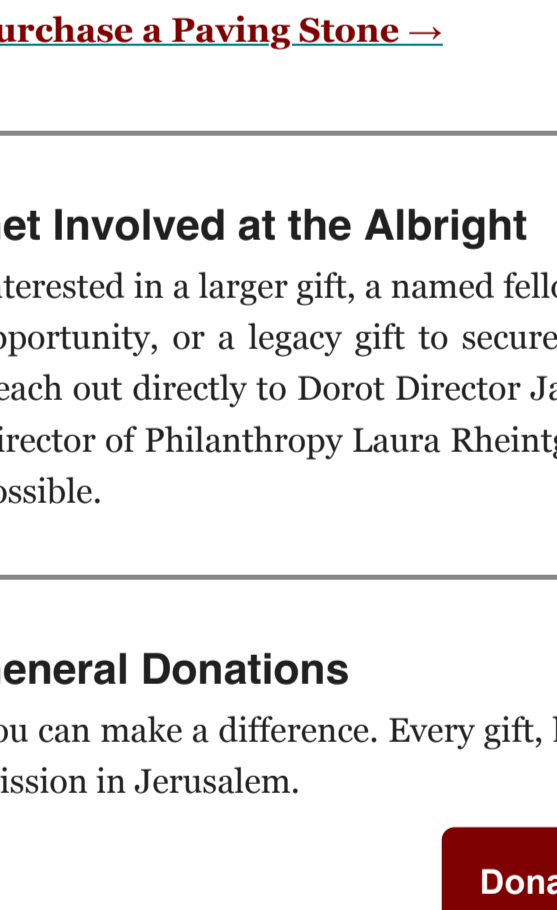 urchase a Paving Stone →
et Involved at the Albright
terested in a larger gift, a named fello
pportunity, or a legacy gift to secure
each out directly to Dorot Director Ja
irector of Philanthropy Laura Rheintg
ossible.
eneral Donations
ou can make a difference. Every gift,
ission in Jerusalem.
Dona